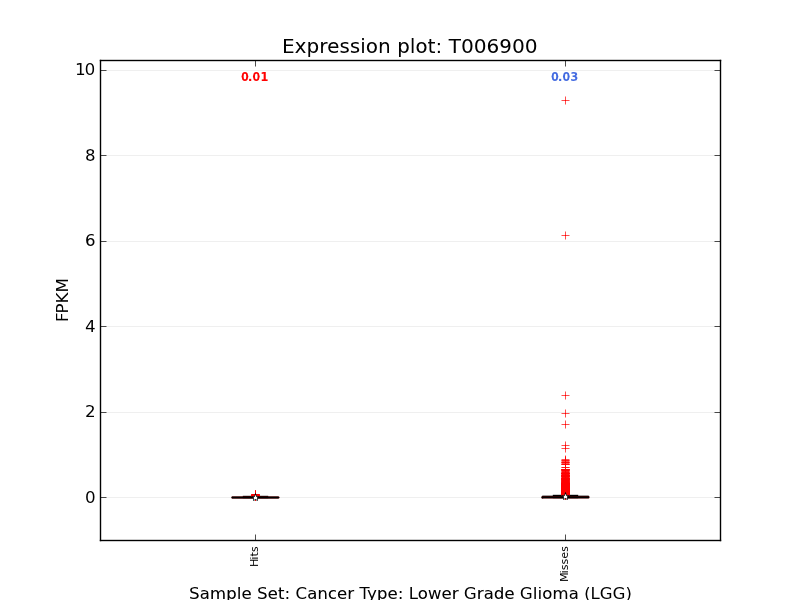 Expression plot: T006900
10
0.01
0.03
8
6
FPKM
4
2
0
Hits
Misses
Sample Set: Cancer Type: Lower Grade Glioma (LGG)